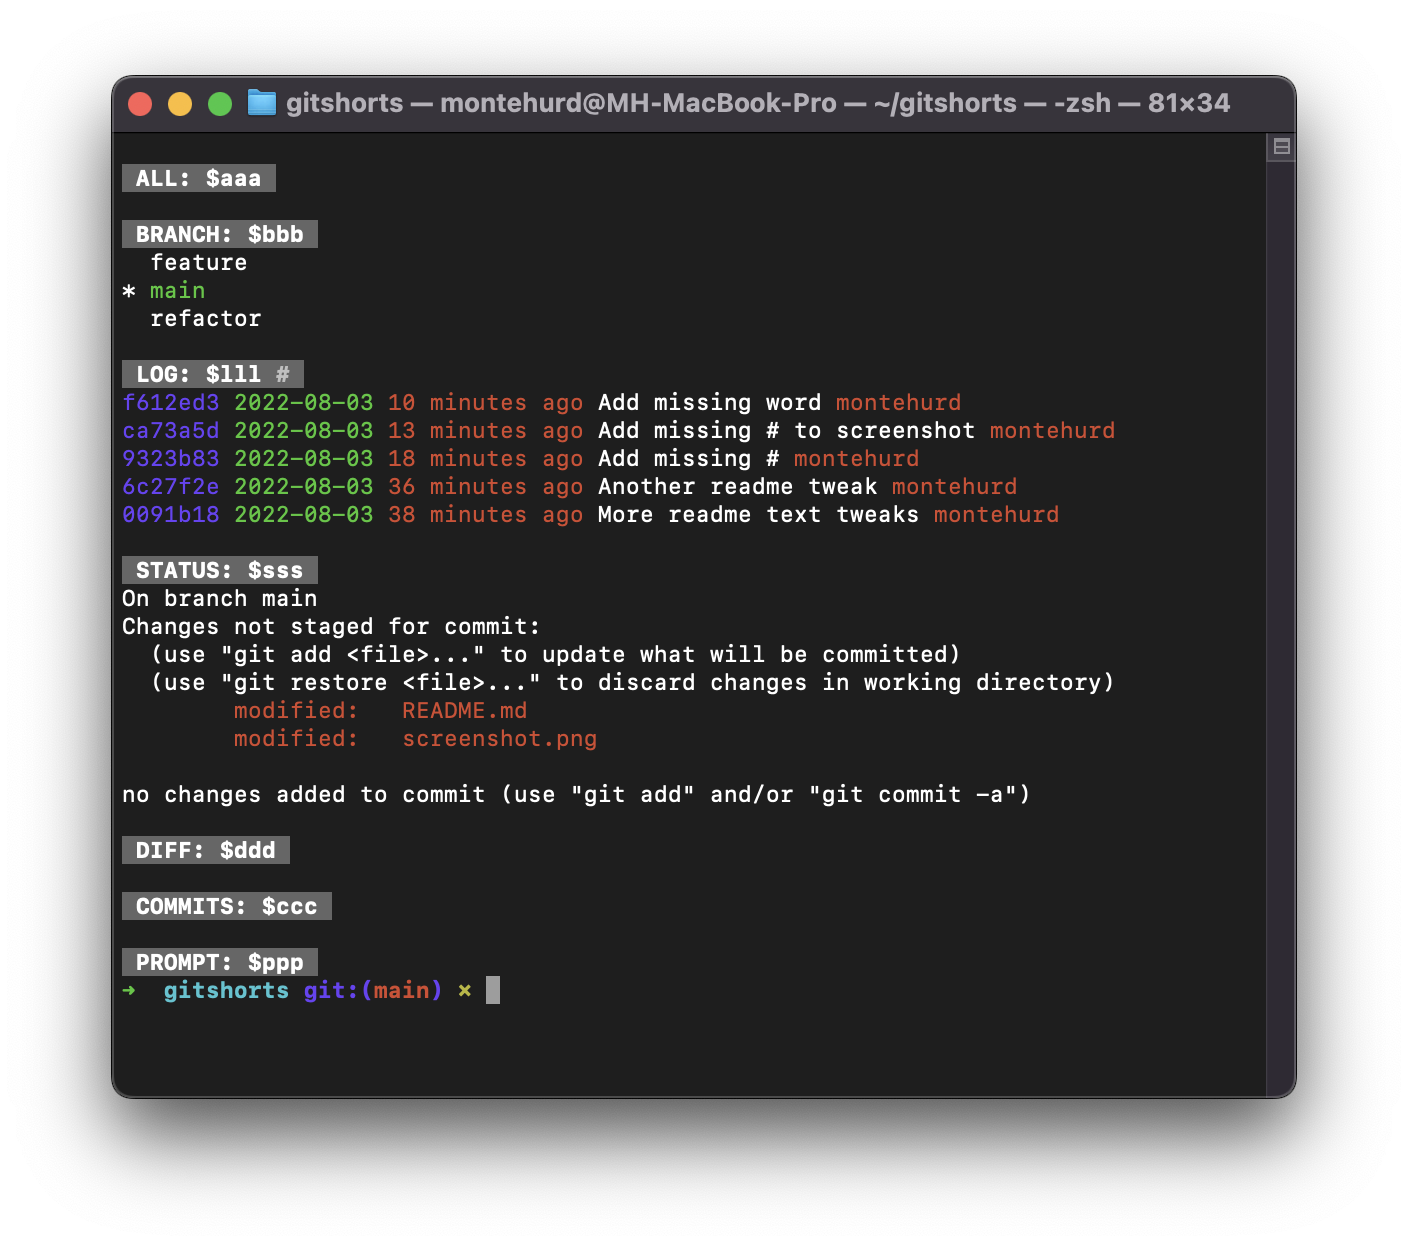 gitshorts — montehurd@MH-MacBook-Pro — ~/gitshorts — -zsh — 81×34
ALL: $aaa
BRANCH: $bbb
  feature
* main
  refactor
LOG: $lll #
f612ed3 2022-08-03 10 minutes ago Add missing word montehurd
ca73a5d 2022-08-03 13 minutes ago Add missing # to screenshot montehurd
9323b83 2022-08-03 18 minutes ago Add missing # montehurd
6c27f2e 2022-08-03 36 minutes ago Another readme tweak montehurd
0091b18 2022-08-03 38 minutes ago More readme text tweaks montehurd
STATUS: $sss
On branch main
Changes not staged for commit:
  (use "git add <file>..." to update what will be committed)
  (use "git restore <file>..." to discard changes in working directory)
        modified:   README.md
        modified:   screenshot.png
no changes added to commit (use "git add" and/or "git commit -a")
DIFF: $ddd
COMMITS: $ccc
PROMPT: $ppp
➜  gitshorts git:(main) ×